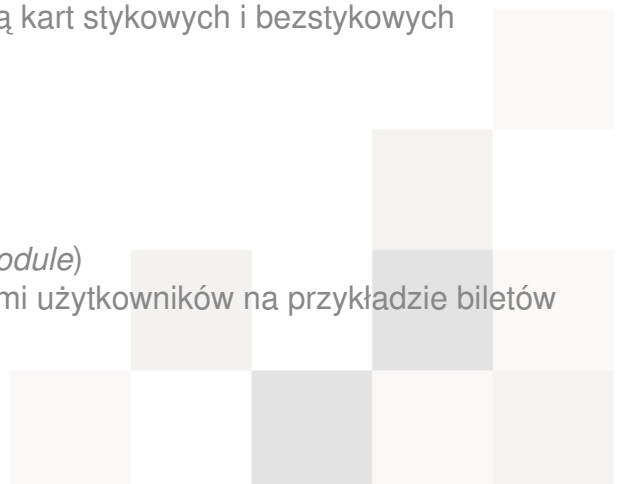 ą kart stykowych i bezstykowych
odule)
mi użytkowników na przykładzie biletów